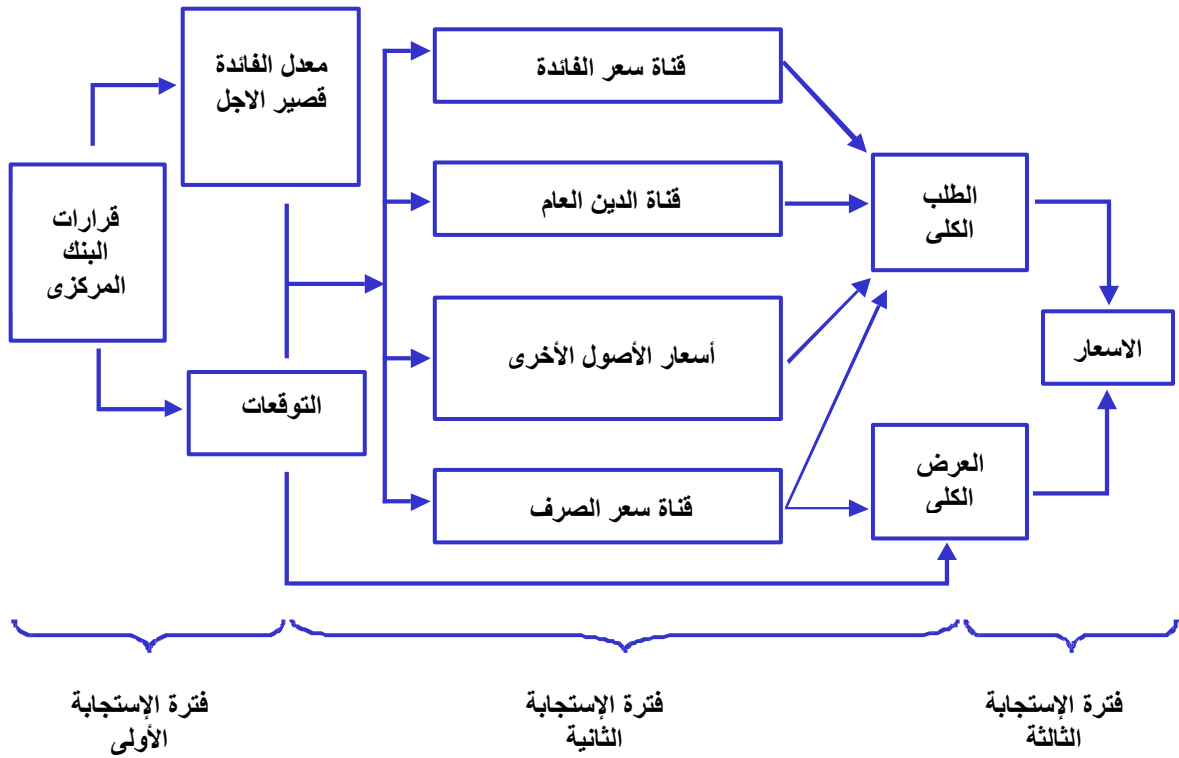 معدل الفائدة
قصير الاجل
قناة سعر الفائدة
قرارات
البنك
المركزى
قناة الدين العام
الطلب
الكلى
أسعار الأصول الأخرى
الاسعار
التوقعات
قناة سعر الصرف
العرض
الكلى
فترة الإستجابة
الأولى
فترة الإستجابة
الثانية
فترة الإستجابة
الثالثة